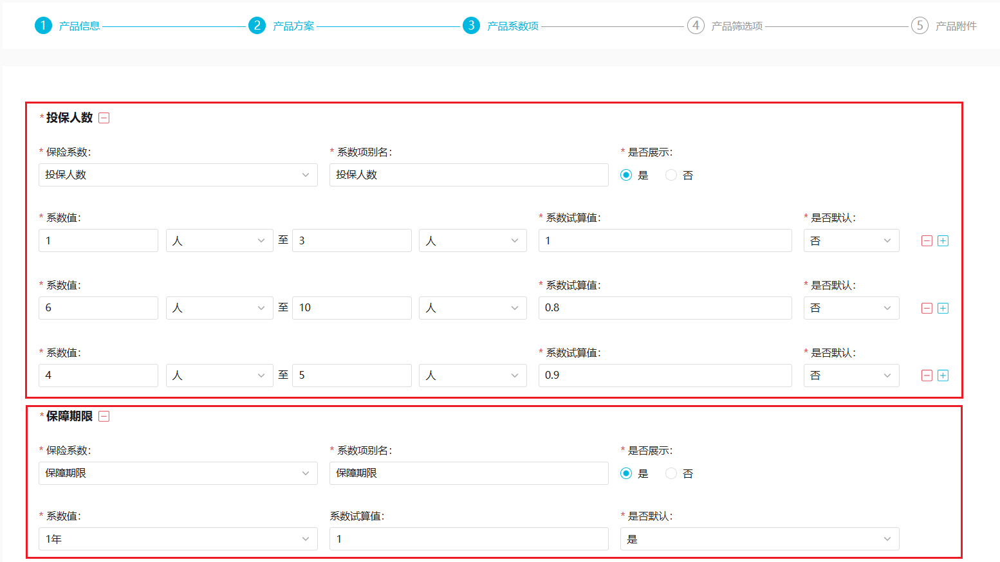 1 产品信息 2 产品方案 3 产品系数项 4 产品筛选项 5 产品附件
* 投保人数
* 保险系数: * 系数项别名: * 是否展示:
投保人数 投保人数 是 否
* 系数值: * 系数试算值: * 是否默认:
1 人 至 3 人 1 否
* 系数值: * 系数试算值: * 是否默认:
6 人 至 10 人 0.8 否
* 系数值: * 系数试算值: * 是否默认:
4 人 至 5 人 0.9 否
* 保障期限
* 保险系数: * 系数项别名: * 是否展示:
保障期限 保障期限 是 否
* 系数值: 系数试算值: * 是否默认:
1年 1 是